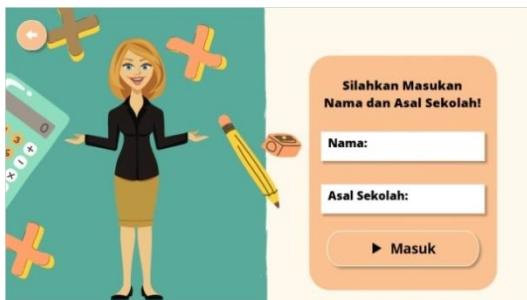 Silahkan Masukan
Nama dan Asal Sekolah!
Nama:
Asal Sekolah:
Masuk